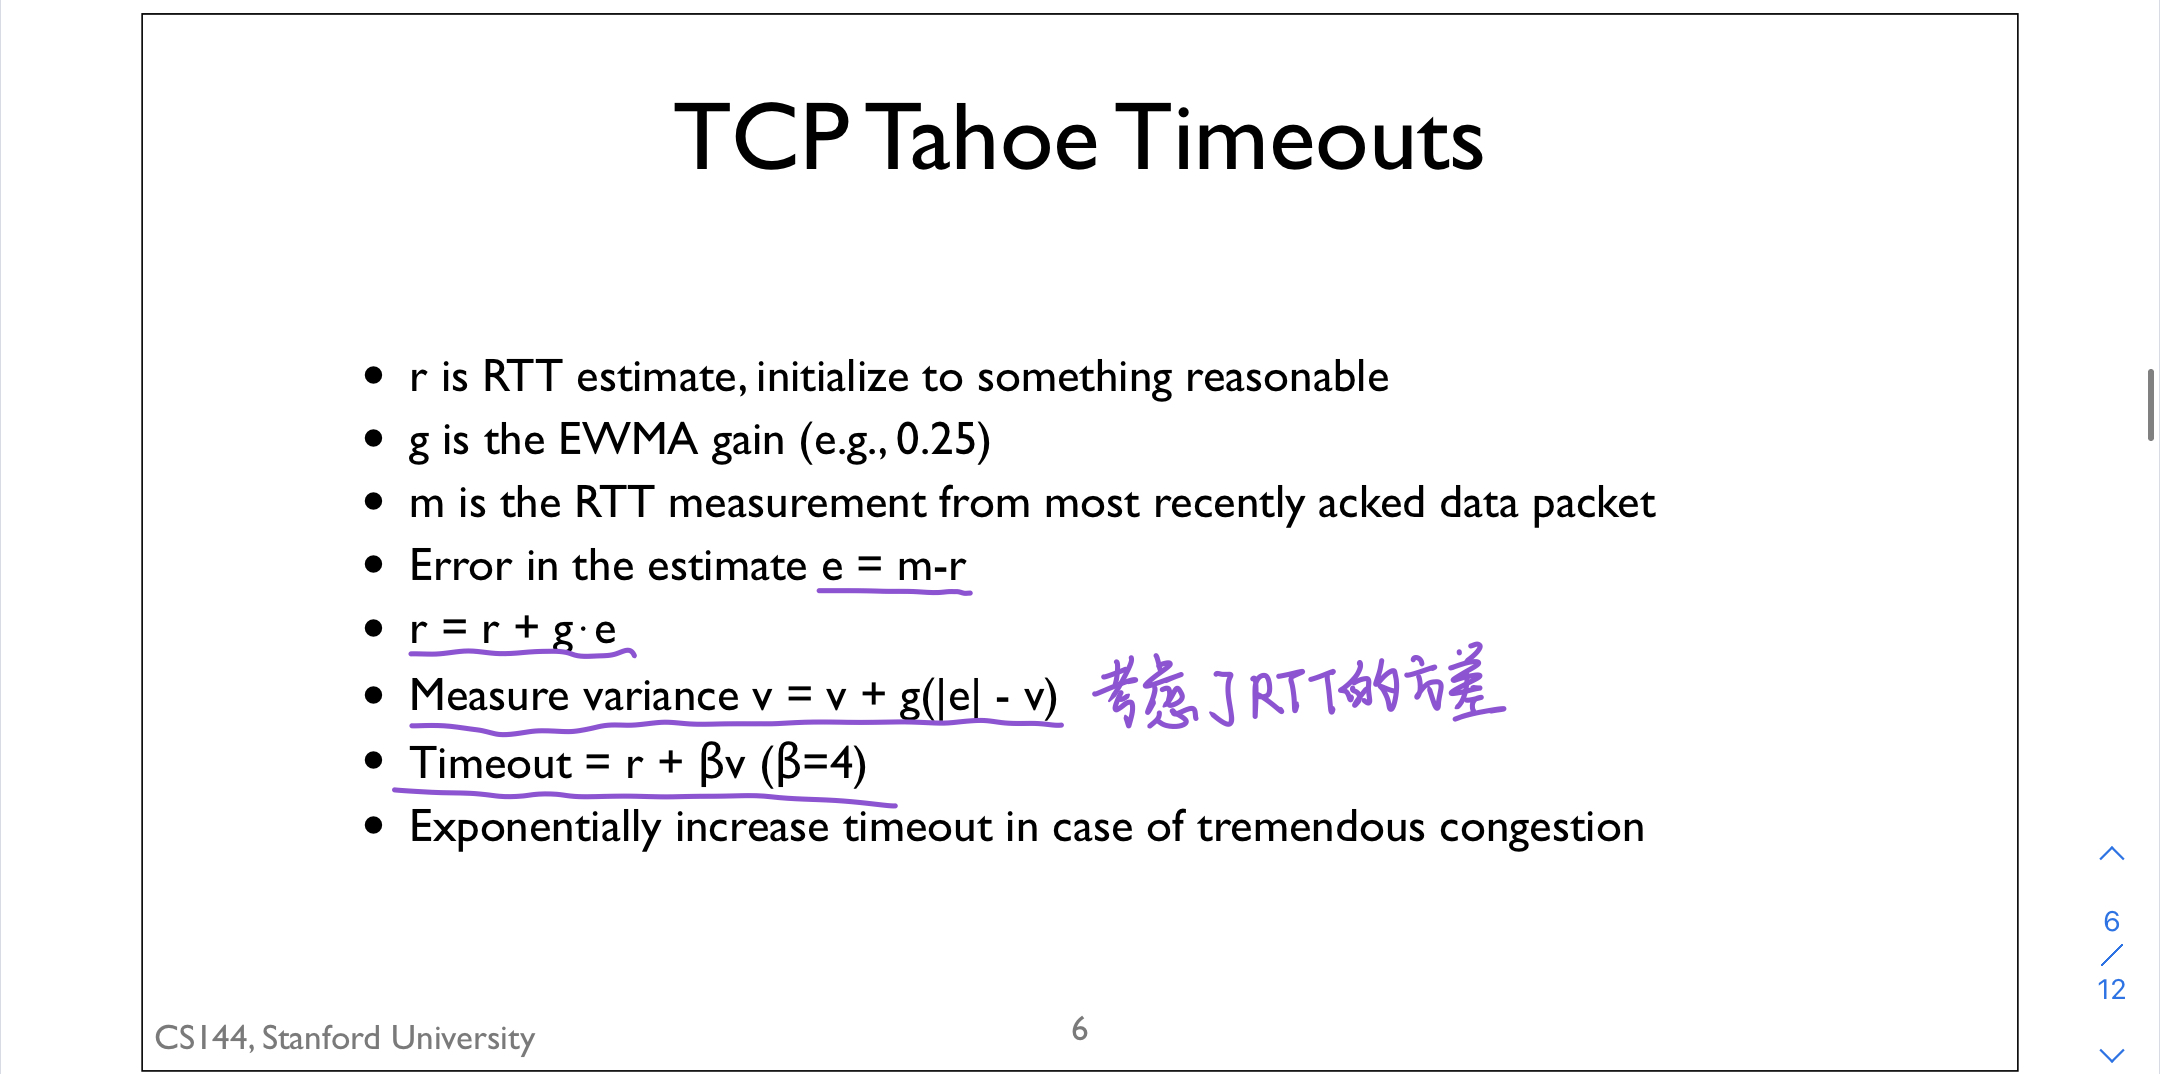 TCP Tahoe Timeouts
• r is RTT estimate, initialize to something reasonable
• g is the EWMA gain (e.g., 0.25)
• m is the RTT measurement from most recently acked data packet
• Error in the estimate e = m-r
• r = r + g·e
• Measure variance v = v + g(|e| - v) 考虑了RTT的方差
• Timeout = r + βv (β=4)
• Exponentially increase timeout in case of tremendous congestion
6
/
12
CS144, Stanford University
6